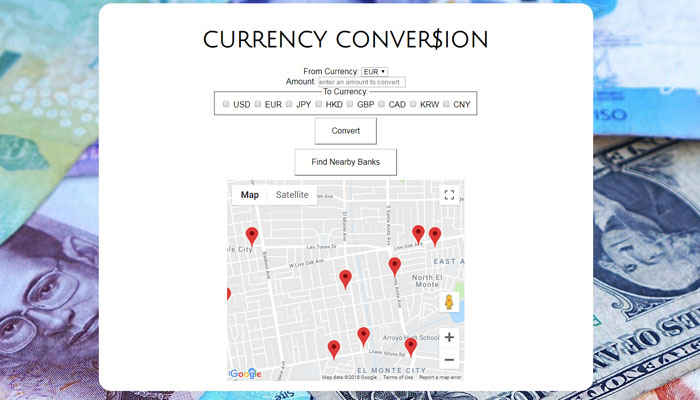 CURRENCY CONVER$ION
From Currency: EUR
Amount: enter an amount to convert
To Currency:
USD EUR JPY HKD GBP CAD KRW CNY
Convert
Find Nearby Banks
Map Satellite
ple City
Las Tunas Dr
Live Oak Ave
W Live Oak Ave
EAST A
El Monte Ave
S Santa Anita Ave
Baldwin Ave
North El
Monte
Arroyo High School
Lower Azusa Rd
EL MONTE CITY
Google
Map data ©2018 Google Terms of Use Report a map error